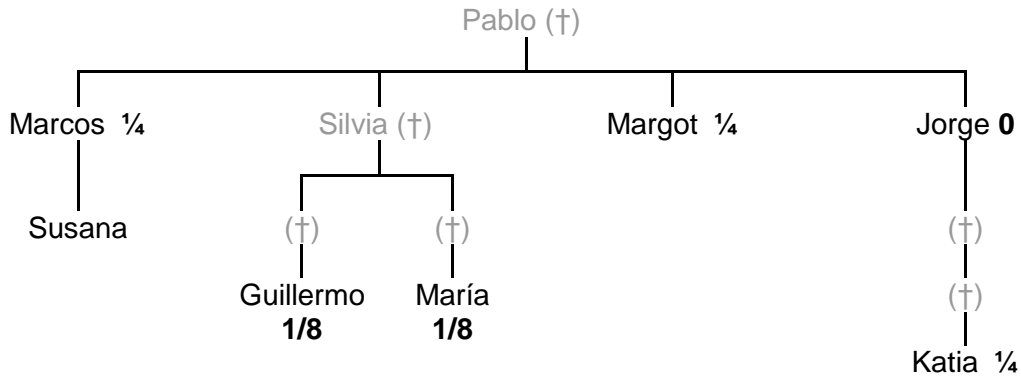 Pablo (†)
Marcos ¼ Silvia (†) Margot ¼ Jorge 0
Susana (†) (†) (†)
Guillermo María (†)
1/8 1/8
Katia ¼